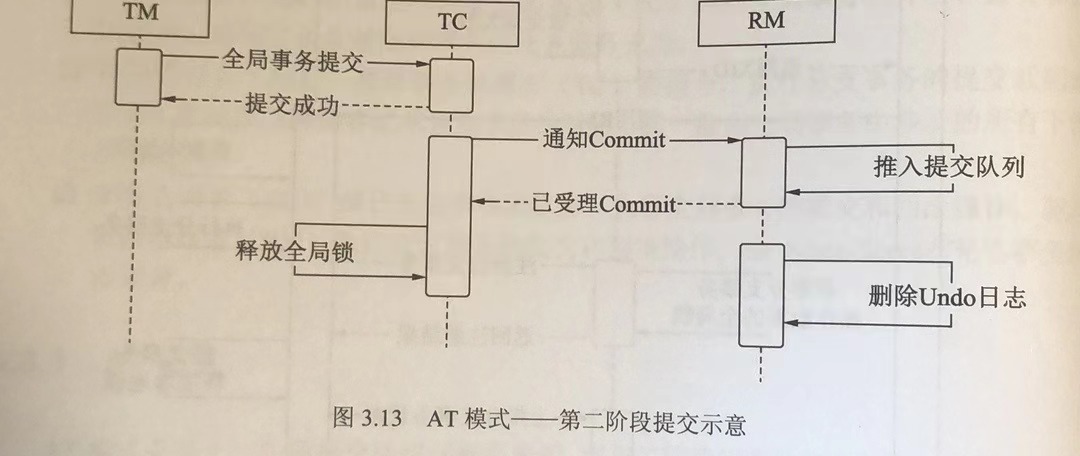 TM
TC
RM
全局事务提交
提交成功
通知Commit
推入提交队列
已受理Commit
释放全局锁
删除Undo日志
图 3.13 AT 模式——第二阶段提交示意